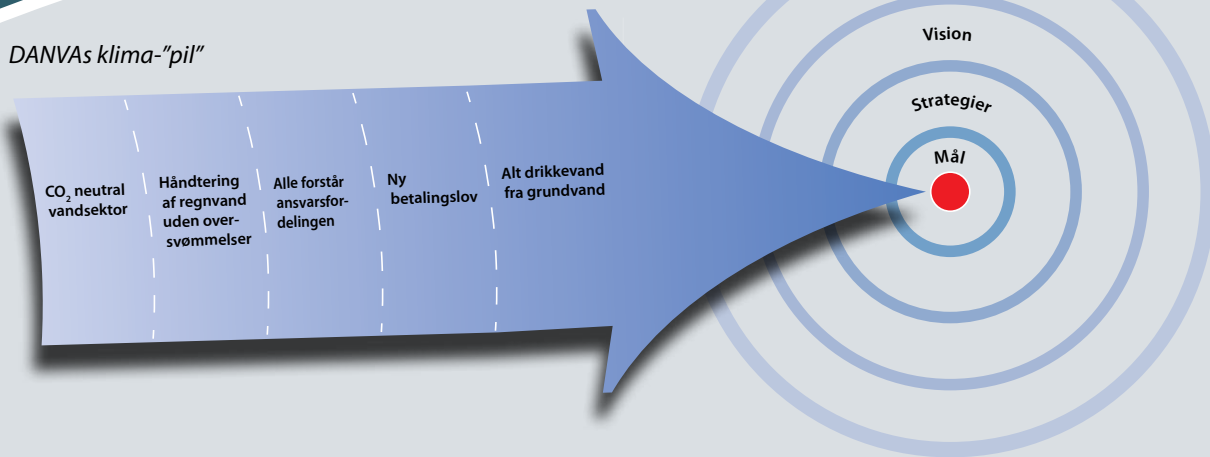 DANVAs klima-”pil”
CO₂ neutral
vandsektor
Håndtering
af regnvand
uden over-
svømmelser
Alle forstår
ansvarsfor-
delingen
Ny
betalingslov
Alt drikkevand
fra grundvand
Vision
Strategier
Mål